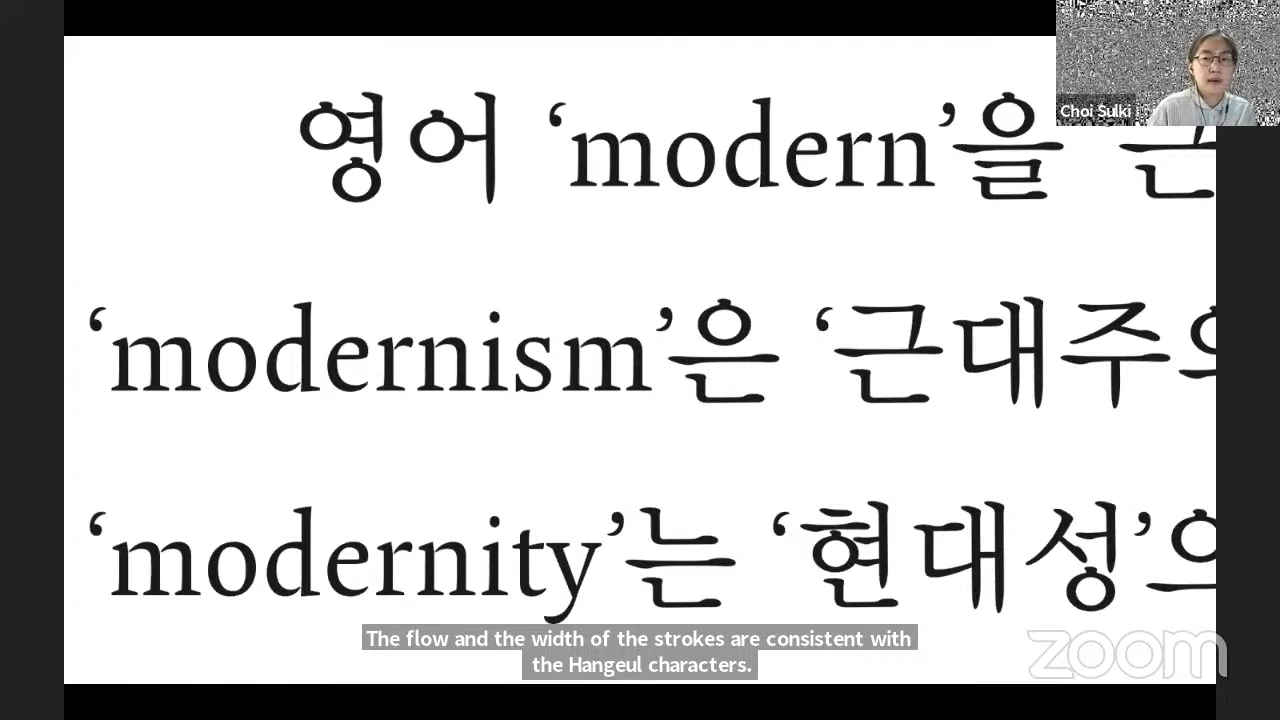 Choi Sulki
영어 ‘modern’을
‘modernism’은 ‘근대주
‘modernity’는 ‘현대성’으
The flow and the width of the strokes are consistent with
the Hangeul characters.
zoom